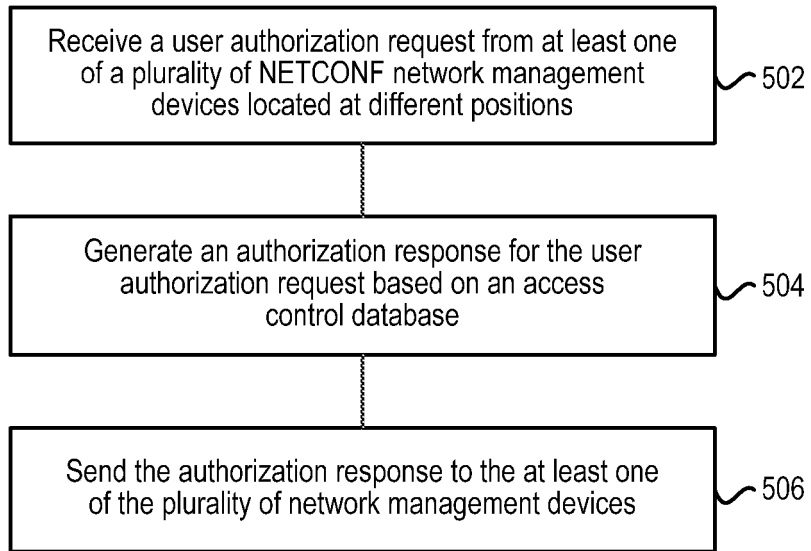 Receive a user authorization request from at least one
of a plurality of NETCONF network management
devices located at different positions
502
Generate an authorization response for the user
authorization request based on an access
control database
504
Send the authorization response to the at least one
of the plurality of network management devices
506